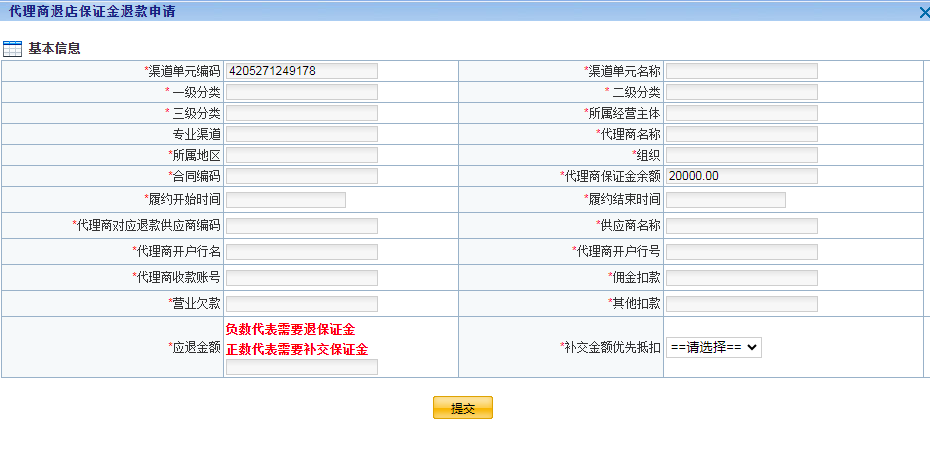 代理商退店保证金退款申请
基本信息
*渠道单元编码 4205271249178 *渠道单元名称
* 一级分类 * 二级分类
* 三级分类 *所属经营主体
专业渠道 *代理商名称
*所属地区 *组织
*合同编码 *代理商保证金余额 20000.00
*履约开始时间 *履约结束时间
*代理商对应退款供应商编码 *供应商名称
*代理商开户行名 *代理商开户行号
*代理商收款账号 *佣金扣款
*营业欠款 *其他扣款
负数代表需要退保证金
正数代表需要补交保证金
*应退金额 *补交金额优先抵扣 ==请选择==
提交